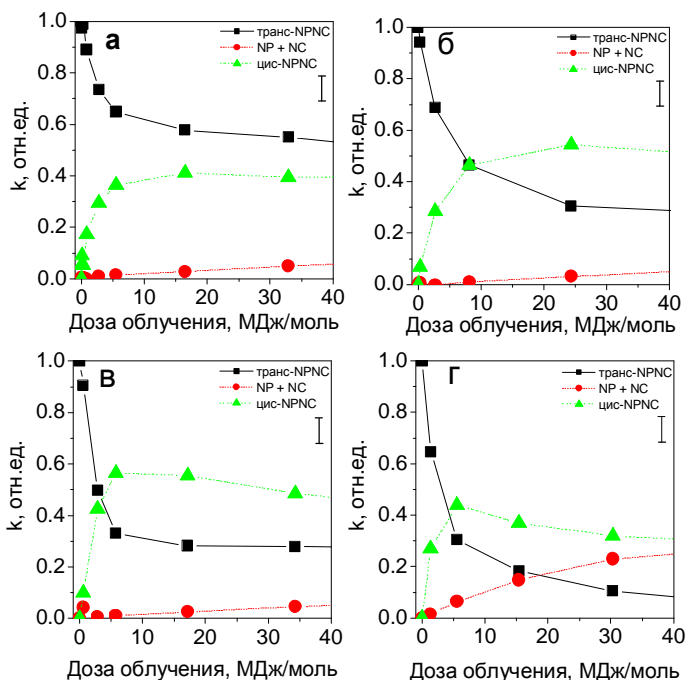 а
транс-NPNC
NP + NC
цис-NPNC
k, отн.ед.
1.0
0.8
0.6
0.4
0.2
0.0
0 10 20 30 40
Доза облучения, МДж/моль
б
транс-NPNC
NP + NC
цис-NPNC
k, отн.ед.
1.0
0.8
0.6
0.4
0.2
0.0
0 10 20 30 40
Доза облучения, МДж/моль
в
транс-NPNC
NP + NC
цис-NPNC
k, отн.ед.
1.0
0.8
0.6
0.4
0.2
0.0
0 10 20 30 40
Доза облучения, МДж/моль
г
транс-NPNC
NP + NC
цис-NPNC
k, отн.ед.
1.0
0.8
0.6
0.4
0.2
0.0
0 10 20 30 40
Доза облучения, МДж/моль